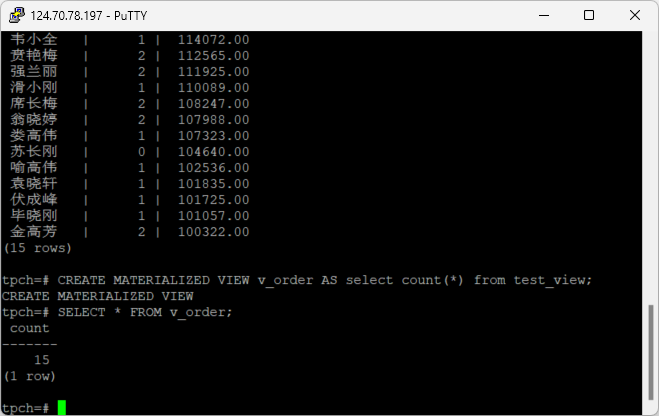 124.70.78.197 - PuTTY
韦小全 | 1 | 114072.00
贲艳梅 | 2 | 112565.00
强兰丽 | 2 | 111925.00
滑小刚 | 1 | 110089.00
席长梅 | 2 | 108247.00
翁晓婷 | 2 | 107988.00
娄高伟 | 1 | 107323.00
苏长刚 | 0 | 104640.00
喻高伟 | 1 | 102536.00
袁晓轩 | 1 | 101835.00
伏成峰 | 1 | 101725.00
毕晓刚 | 1 | 101057.00
金高芳 | 2 | 100322.00
(15 rows)
tpch=# CREATE MATERIALIZED VIEW v_order AS select count(*) from test_view;
CREATE MATERIALIZED VIEW
tpch=# SELECT * FROM v_order;
count
-------
15
(1 row)
tpch=#